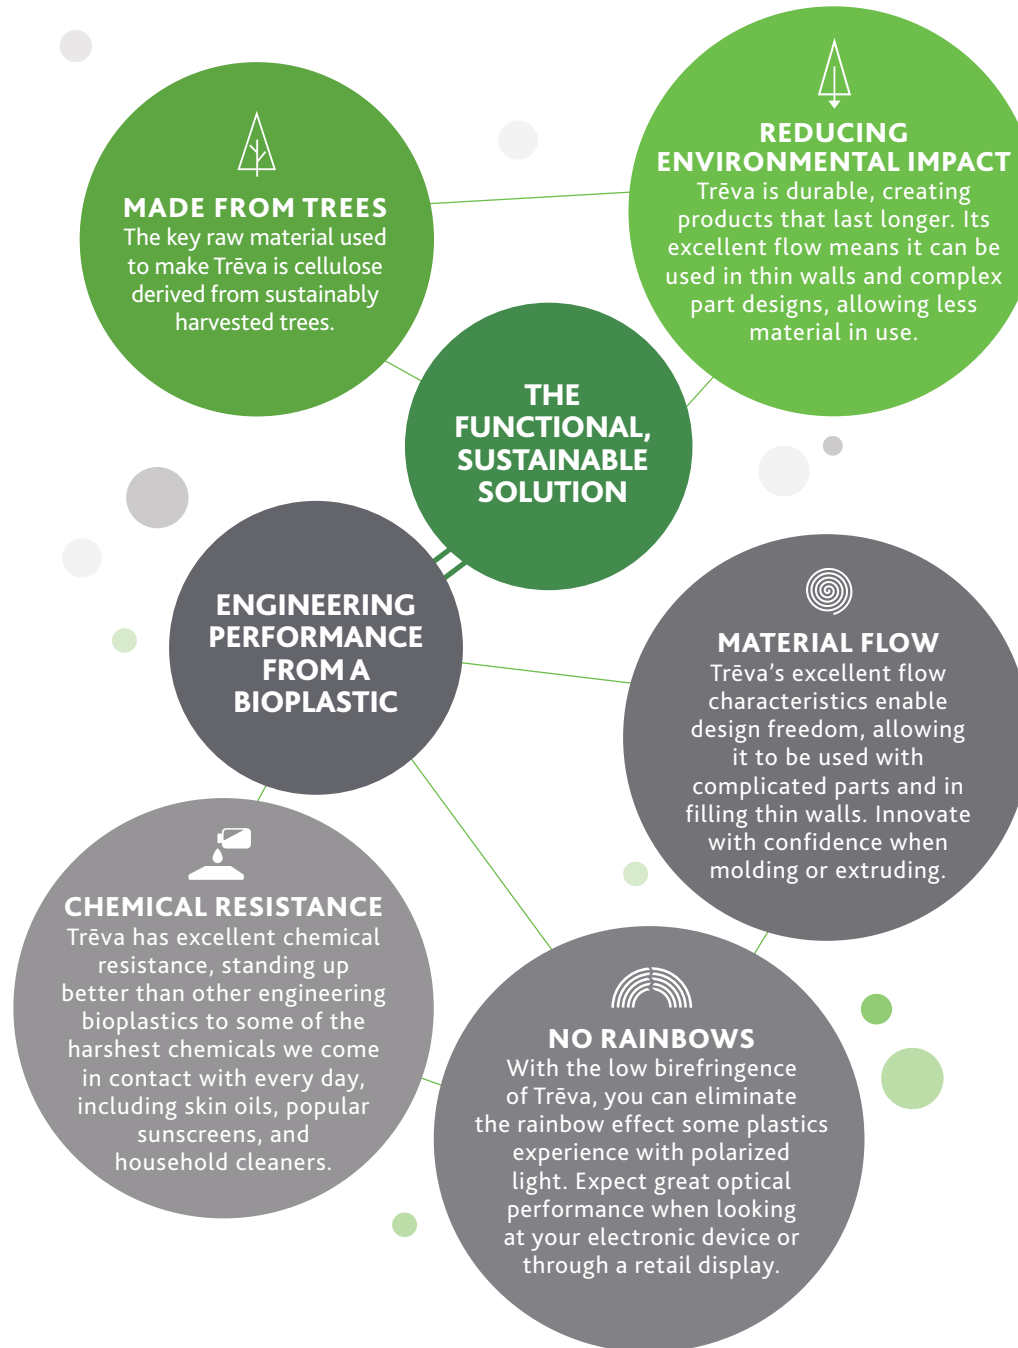 MADE FROM TREES
The key raw material used
to make Trēva is cellulose
derived from sustainably
harvested trees.
REDUCING
ENVIRONMENTAL IMPACT
Trēva is durable, creating
products that last longer. Its
excellent flow means it can be
used in thin walls and complex
part designs, allowing less
material in use.
THE
FUNCTIONAL,
SUSTAINABLE
SOLUTION
ENGINEERING
PERFORMANCE
FROM A
BIOPLASTIC
MATERIAL FLOW
Trēva’s excellent flow
characteristics enable
design freedom, allowing
it to be used with
complicated parts and in
filling thin walls. Innovate
with confidence when
molding or extruding.
CHEMICAL RESISTANCE
Trēva has excellent chemical
resistance, standing up
better than other engineering
bioplastics to some of the
harshest chemicals we come
in contact with every day,
including skin oils, popular
sunscreens, and
household cleaners.
NO RAINBOWS
With the low birefringence
of Trēva, you can eliminate
the rainbow effect some plastics
experience with polarized
light. Expect great optical
performance when looking
at your electronic device or
through a retail display.